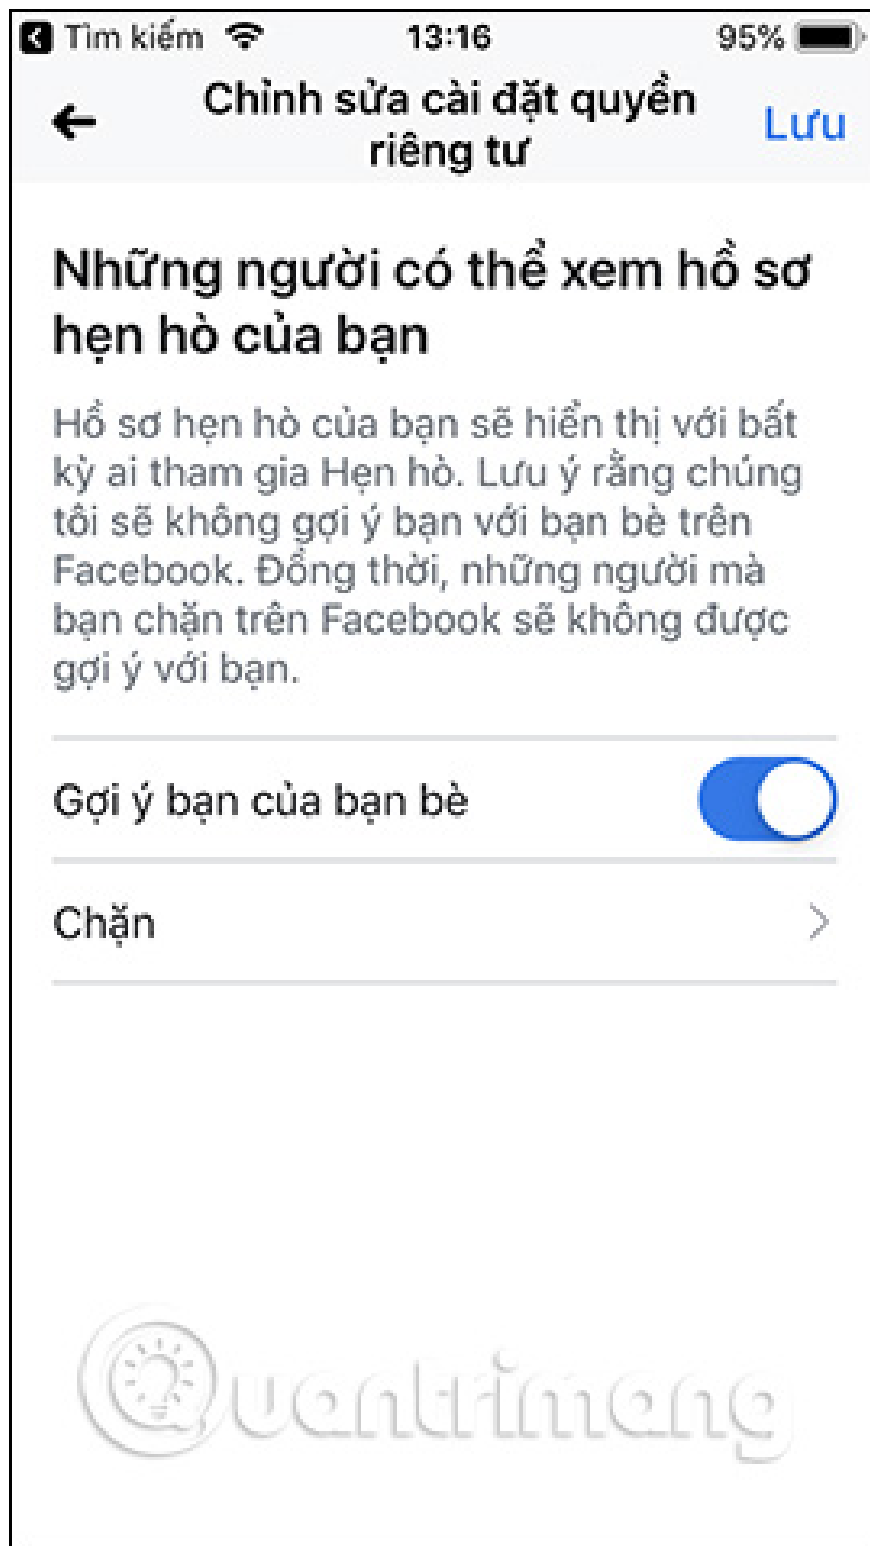 Tìm kiếm 13:16 95%
Chỉnh sửa cài đặt quyền
riêng tư
Lưu
Những người có thể xem hồ sơ
hẹn hò của bạn
Hồ sơ hẹn hò của bạn sẽ hiển thị với bất
kỳ ai tham gia Hẹn hò. Lưu ý rằng chúng
tôi sẽ không gợi ý bạn với bạn bè trên
Facebook. Đồng thời, những người mà
bạn chặn trên Facebook sẽ không được
gợi ý với bạn.
Gợi ý bạn của bạn bè
Chặn
Quantrimang